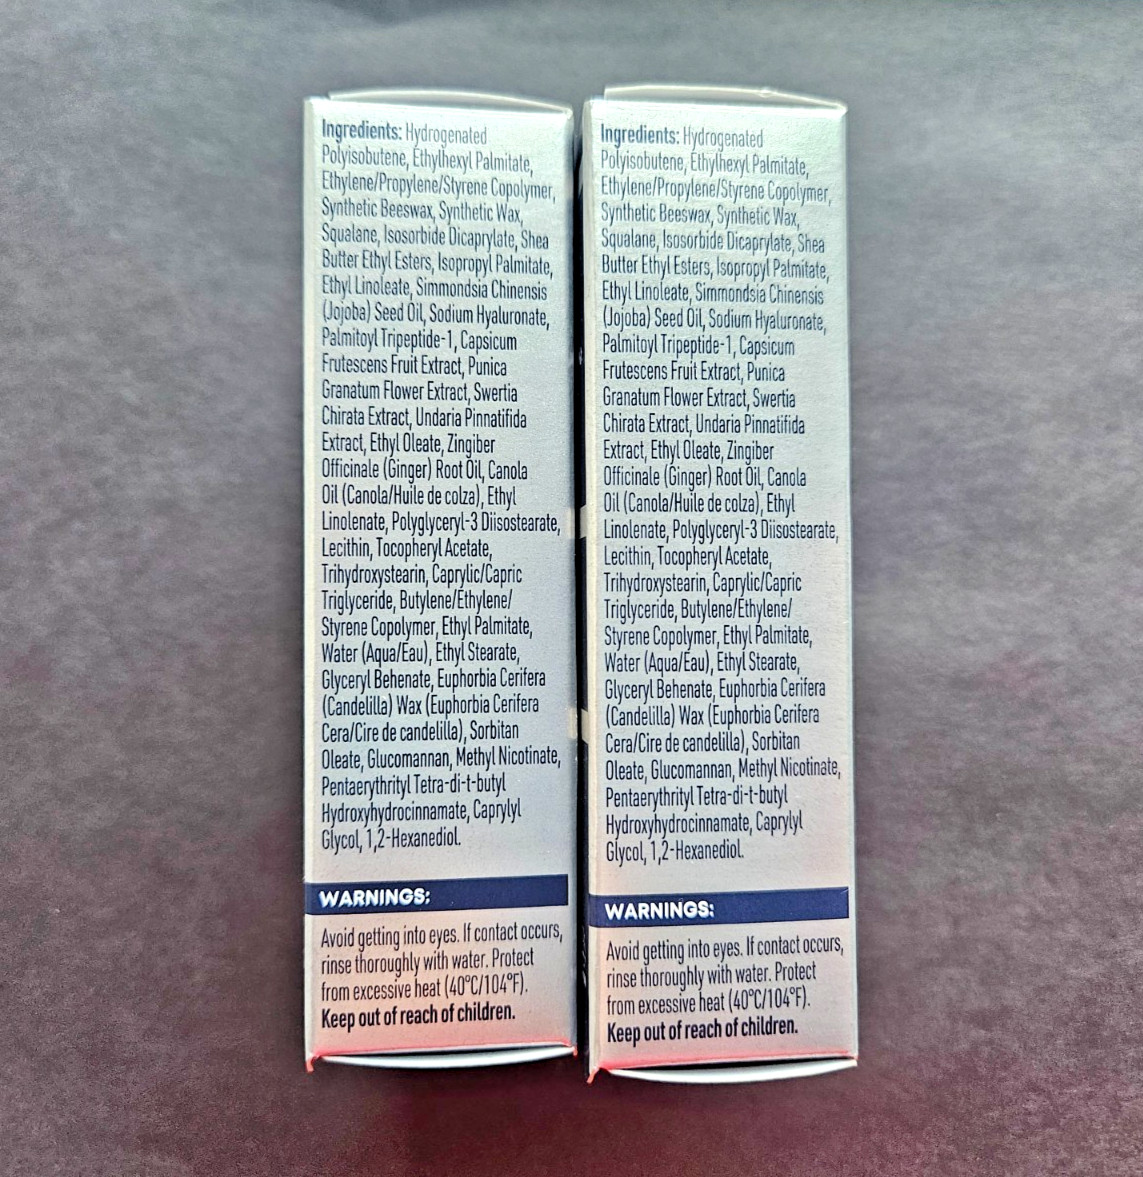 Ingredients: Hydrogenated
Polyisobutene, Ethylhexyl Palmitate,
Ethylene/Propylene/Styrene Copolymer,
Synthetic Beeswax, Synthetic Wax,
Squalane, Isosorbide Dicaprylate, Shea
Butter Ethyl Esters, Isopropyl Palmitate,
Ethyl Linoleate, Simmondsia Chinensis
(Jojoba) Seed Oil, Sodium Hyaluronate,
Palmitoyl Tripeptide-1, Capsicum
Frutescens Fruit Extract, Punica
Granatum Flower Extract, Swertia
Chirata Extract, Undaria Pinnatifida
Extract, Ethyl Oleate, Zingiber
Officinale (Ginger) Root Oil, Canola
Oil (Canola/Huile de colza), Ethyl
Linolenate, Polyglyceryl-3 Diisostearate,
Lecithin, Tocopheryl Acetate,
Trihydroxystearin, Caprylic/Capric
Triglyceride, Butylene/Ethylene/
Styrene Copolymer, Ethyl Palmitate,
Water (Aqua/Eau), Ethyl Stearate,
Glyceryl Behenate, Euphorbia Cerifera
(Candelilla) Wax (Euphorbia Cerifera
Cera/Cire de candelilla), Sorbitan
Oleate, Glucomannan, Methyl Nicotinate,
Pentaerythrityl Tetra-di-t-butyl
Hydroxyhydrocinnamate, Caprylyl
Glycol, 1,2-Hexanediol.
WARNINGS:
Avoid getting into eyes. If contact occurs,
rinse thoroughly with water. Protect
from excessive heat (40°C/104°F).
Keep out of reach of children.
Ingredients: Hydrogenated
Polyisobutene, Ethylhexyl Palmitate,
Ethylene/Propylene/Styrene Copolymer,
Synthetic Beeswax, Synthetic Wax,
Squalane, Isosorbide Dicaprylate, Shea
Butter Ethyl Esters, Isopropyl Palmitate,
Ethyl Linoleate, Simmondsia Chinensis
(Jojoba) Seed Oil, Sodium Hyaluronate,
Palmitoyl Tripeptide-1, Capsicum
Frutescens Fruit Extract, Punica
Granatum Flower Extract, Swertia
Chirata Extract, Undaria Pinnatifida
Extract, Ethyl Oleate, Zingiber
Officinale (Ginger) Root Oil, Canola
Oil (Canola/Huile de colza), Ethyl
Linolenate, Polyglyceryl-3 Diisostearate,
Lecithin, Tocopheryl Acetate,
Trihydroxystearin, Caprylic/Capric
Triglyceride, Butylene/Ethylene/
Styrene Copolymer, Ethyl Palmitate,
Water (Aqua/Eau), Ethyl Stearate,
Glyceryl Behenate, Euphorbia Cerifera
(Candelilla) Wax (Euphorbia Cerifera
Cera/Cire de candelilla), Sorbitan
Oleate, Glucomannan, Methyl Nicotinate,
Pentaerythrityl Tetra-di-t-butyl
Hydroxyhydrocinnamate, Caprylyl
Glycol, 1,2-Hexanediol.
WARNINGS:
Avoid getting into eyes. If contact occurs,
rinse thoroughly with water. Protect
from excessive heat (40°C/104°F).
Keep out of reach of children.